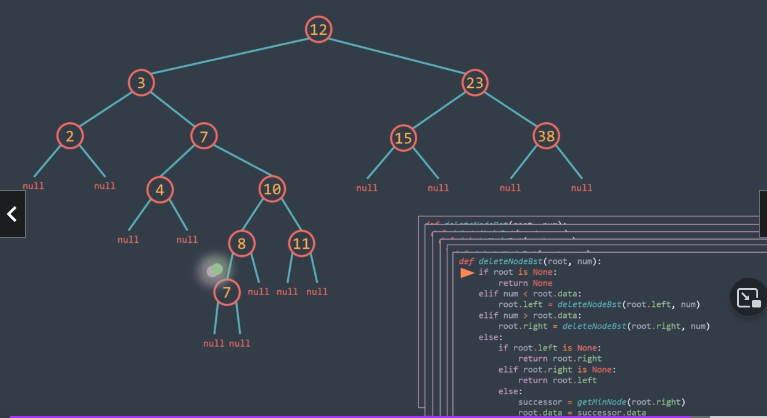 12
3
23
2
7
15
38
null
null
4
10
null
null
null
null
null
null
8
11
7
null
null
null
null null
def deleteNodeBst(root, num):
if root is None:
return None
elif num < root.data:
root.left = deleteNodeBst(root.left, num)
elif num > root.data:
root.right = deleteNodeBst(root.right, num)
else:
if root.left is None:
return root.right
elif root.right is None:
return root.left
else:
successor = getMinNode(root.right)
root.data = successor.data